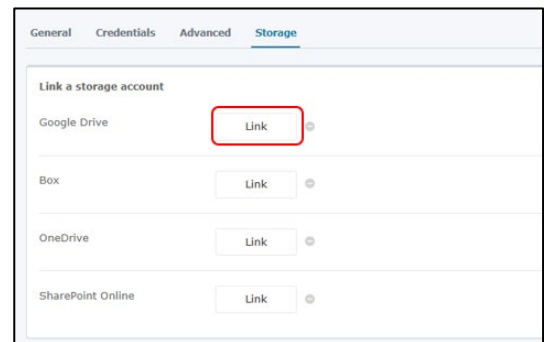 General Credentials Advanced Storage
Link a storage account
Google Drive Link
Box Link
OneDrive Link
SharePoint Online Link